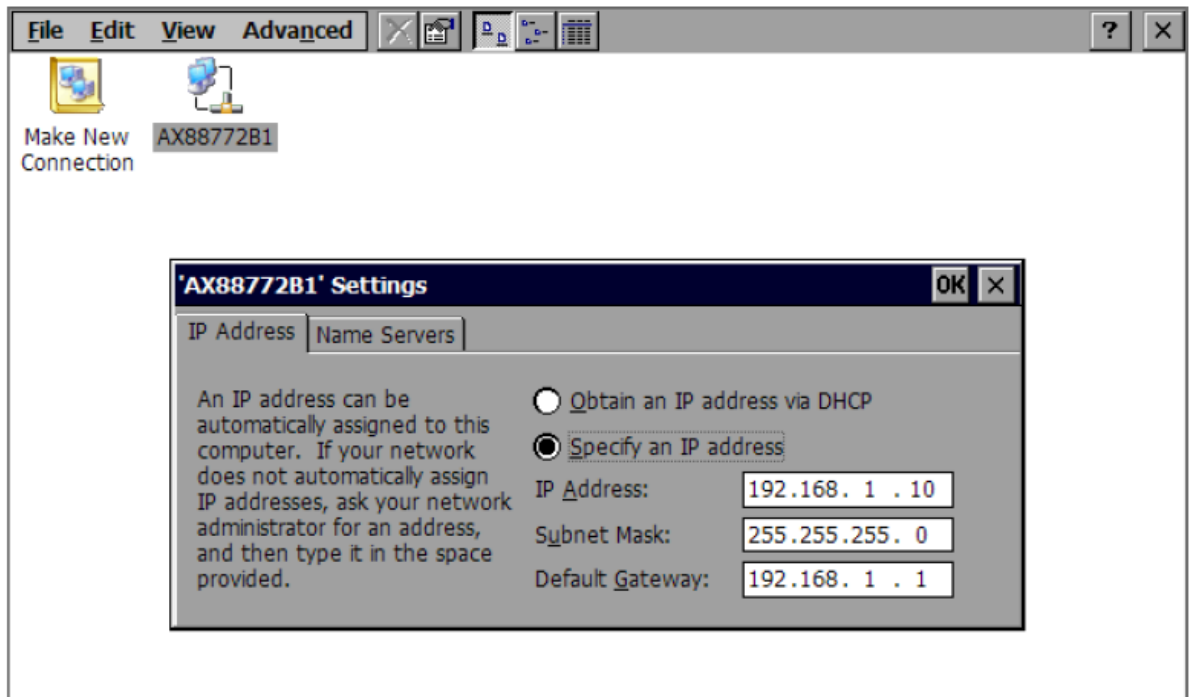 File Edit View Advanced ? ×
Make New
Connection
AX88772B1
'AX88772B1' Settings OK ×
IP Address Name Servers
An IP address can be
automatically assigned to this
computer. If your network
does not automatically assign
IP addresses, ask your network
administrator for an address,
and then type it in the space
provided.
Obtain an IP address via DHCP
Specify an IP address
IP Address: 192.168. 1 . 10
Subnet Mask: 255.255.255. 0
Default Gateway: 192.168. 1 . 1